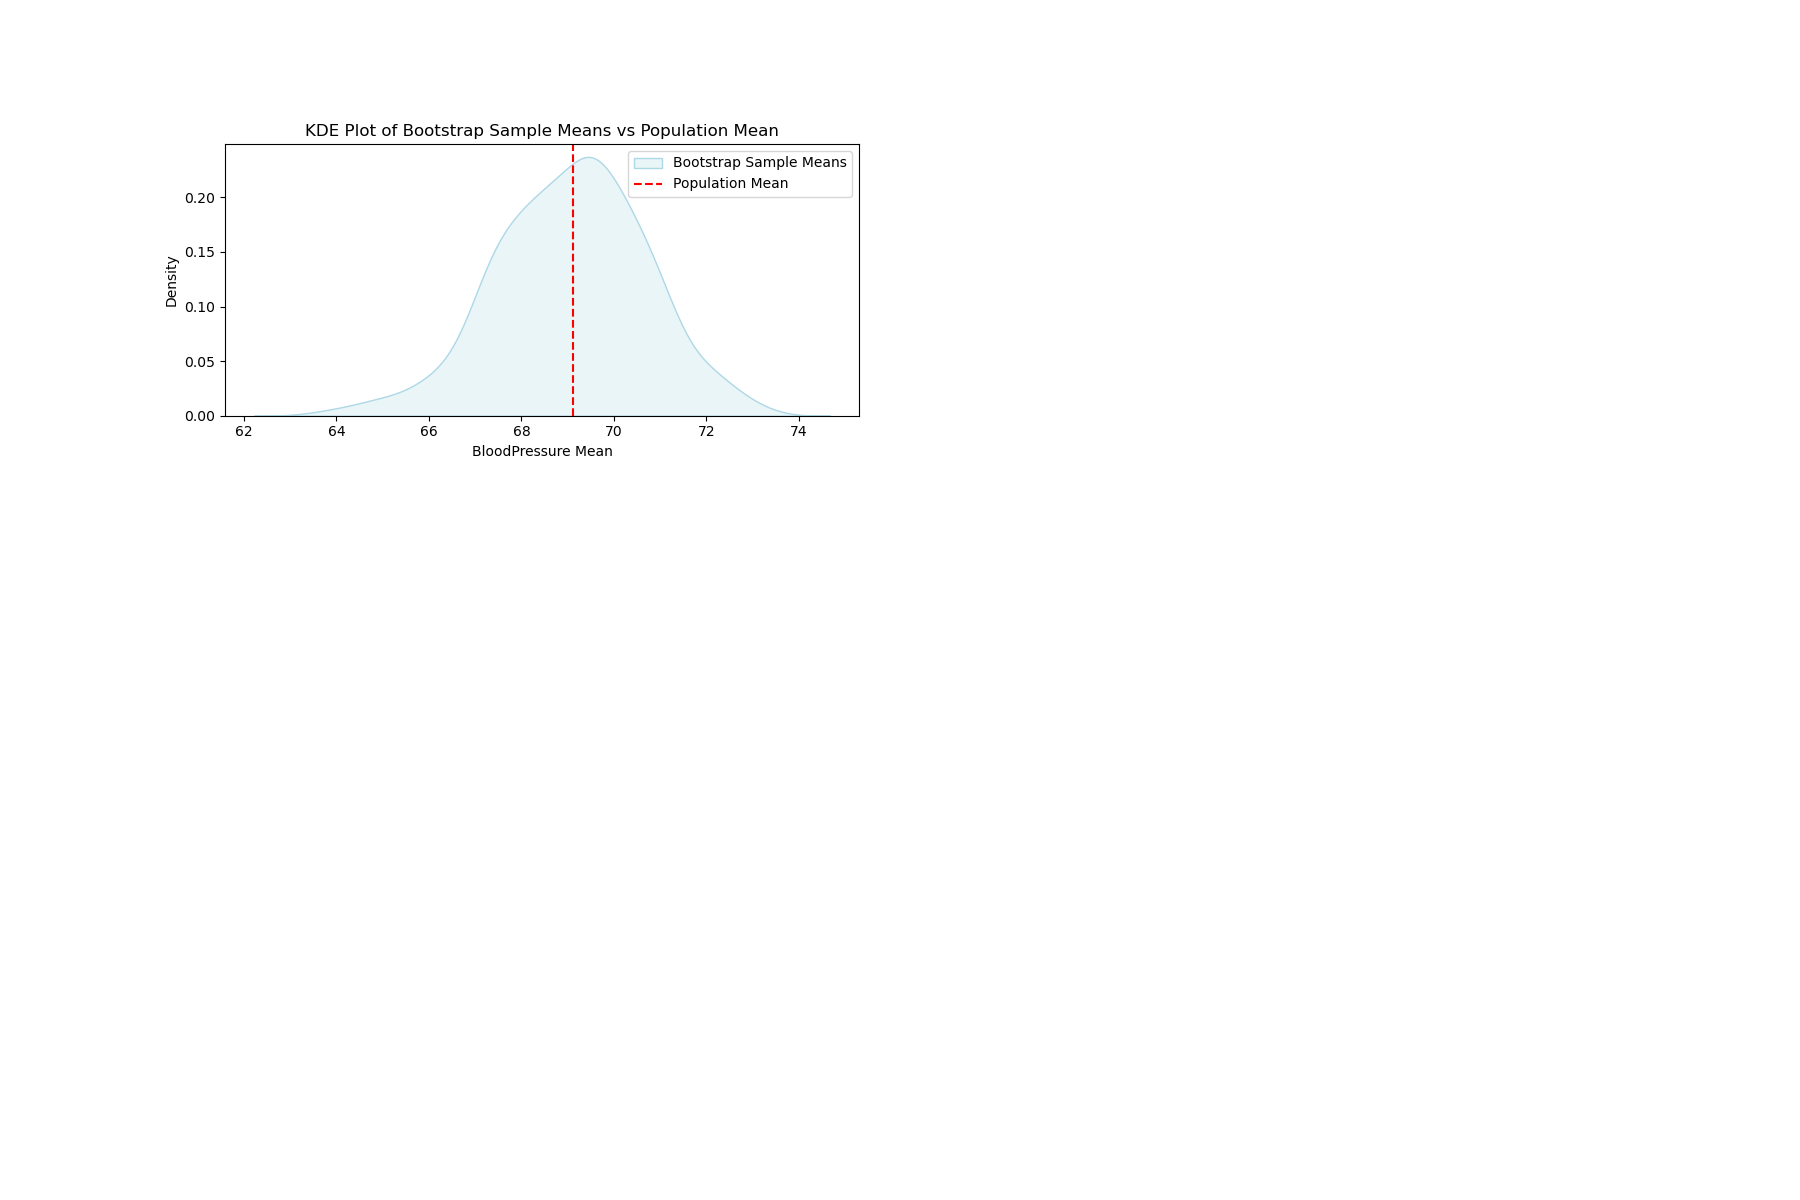 KDE Plot of Bootstrap Sample Means vs Population Mean
Bootstrap Sample Means
Population Mean
Density
0.20
0.15
0.10
0.05
0.00
62 64 66 68 70 72 74
BloodPressure Mean